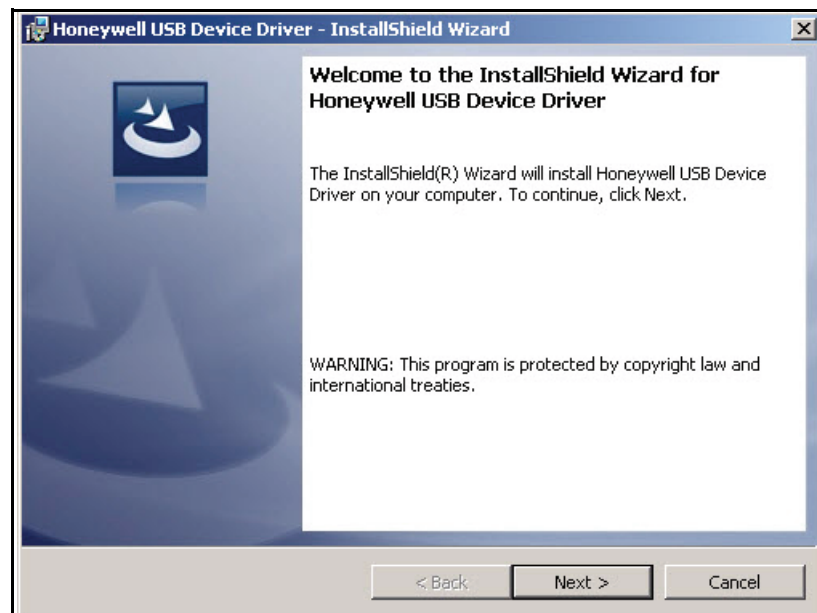 Honeywell USB Device Driver - InstallShield Wizard
Welcome to the InstallShield Wizard for
Honeywell USB Device Driver
The InstallShield(R) Wizard will install Honeywell USB Device
Driver on your computer. To continue, click Next.
WARNING: This program is protected by copyright law and
international treaties.
< Back
Next >
Cancel